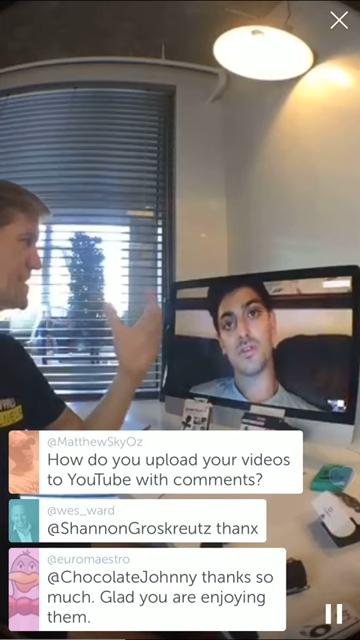 @MatthewSkyOz
How do you upload your videos
to YouTube with comments?
@wes_ward
@ShannonGroskreutz thanx
@euromaestro
@ChocolateJohnny thanks so
much. Glad you are enjoying
them.